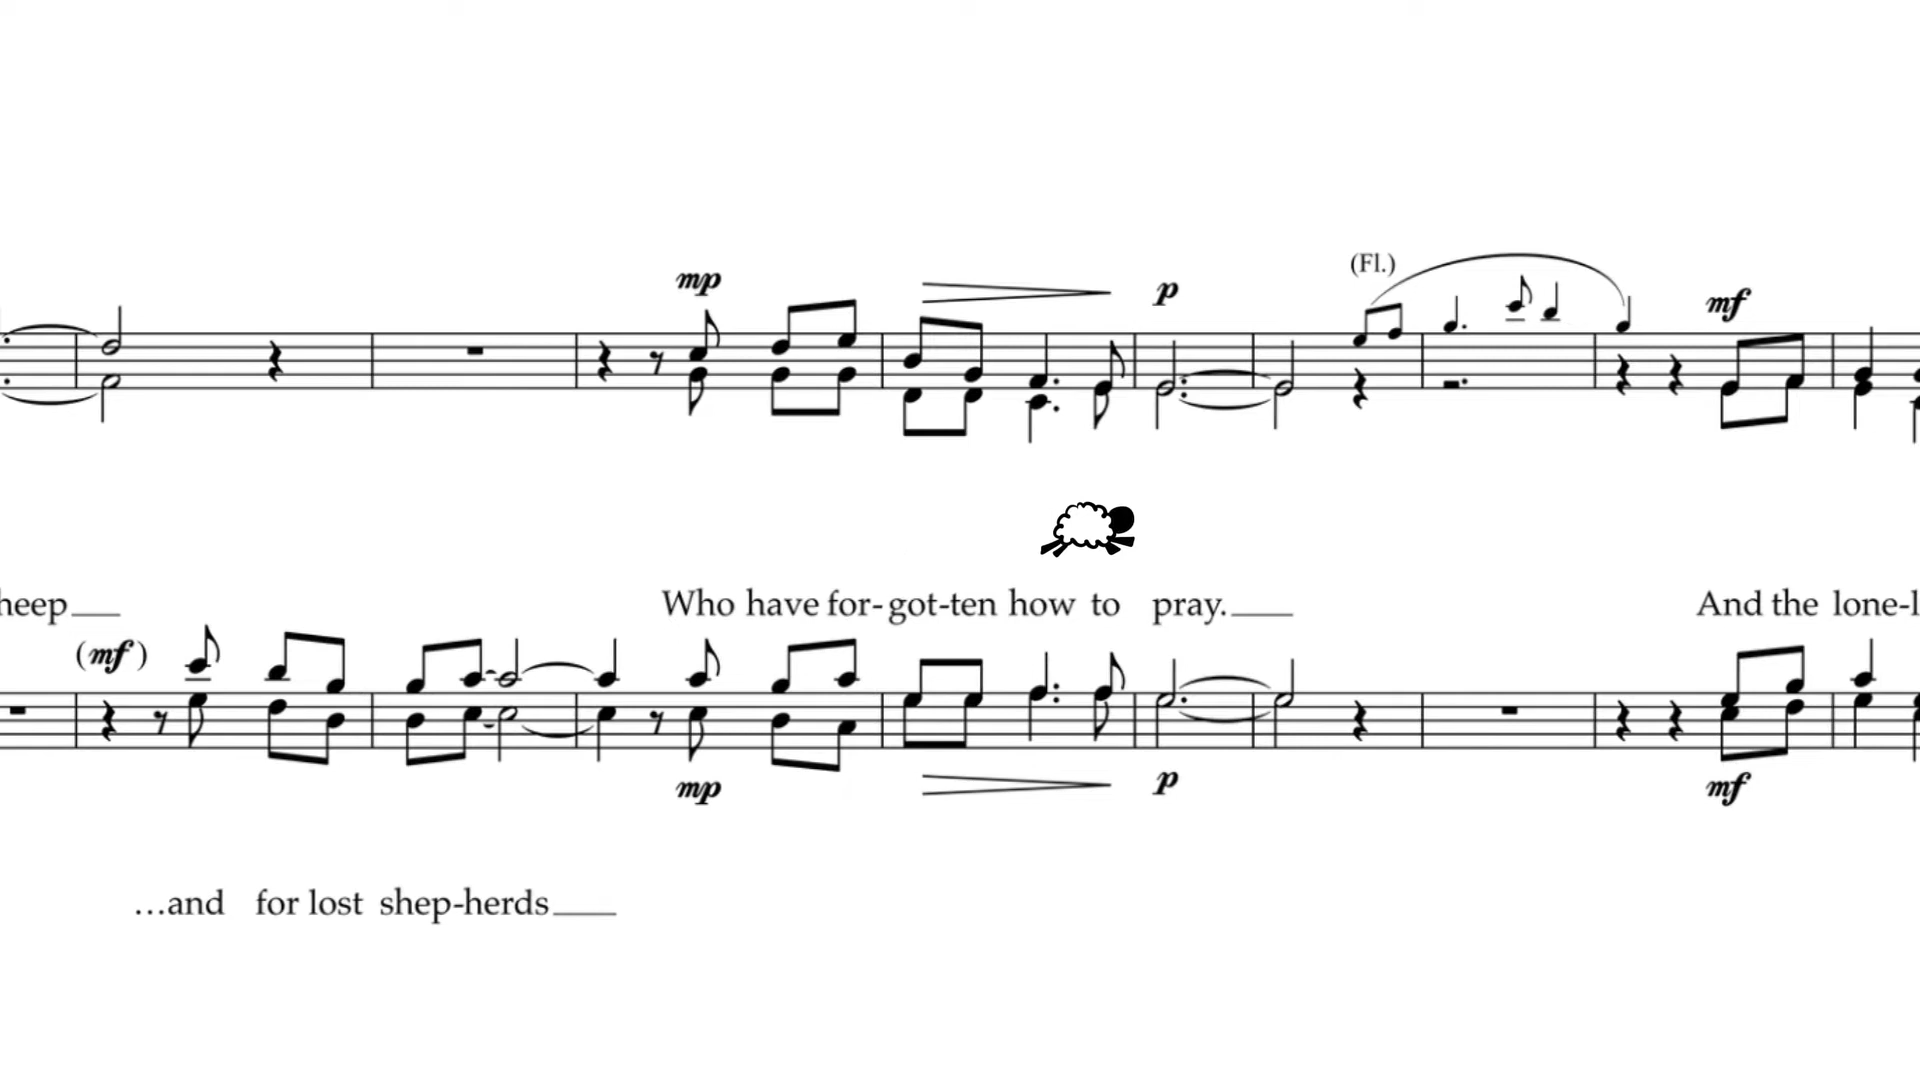 (Fl.)
mp p mf
heep___ Who have for-got-ten how to pray.___ And the lone-l
(mf)
mp p mf
…and for lost shep-herds___